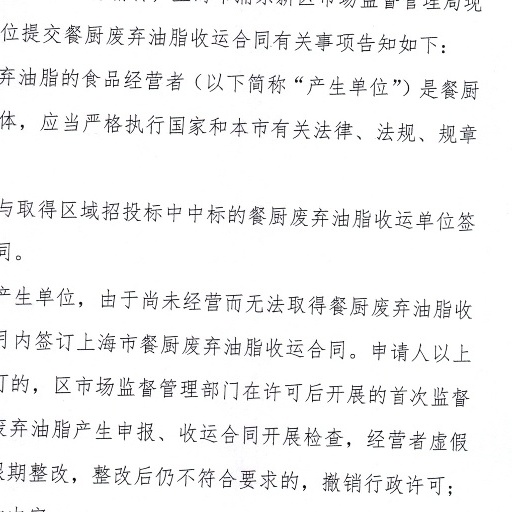 市场监督管理局现
位提交餐厨废弃油脂收运合同有关事项告知如下：
弃油脂的食品经营者（以下简称“产生单位”）是餐厨
体，应当严格执行国家和本市有关法律、法规、规章
与取得区域招投标中中标的餐厨废弃油脂收运单位签
同。
产生单位，由于尚未经营而无法取得餐厨废弃油脂收
月内签订上海市餐厨废弃油脂收运合同。申请人以上
订的，区市场监督管理部门在许可后开展的首次监督
废弃油脂产生申报、收运合同开展检查，经营者虚假
限期整改，整改后仍不符合要求的，撤销行政许可；